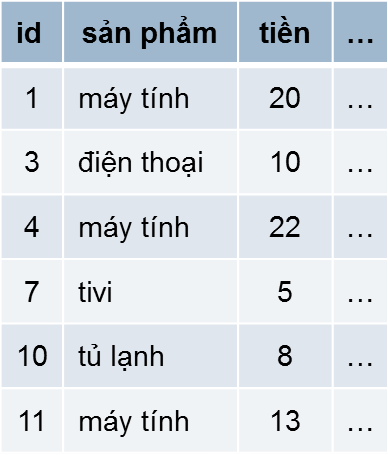 id sản phẩm tiền …
1 máy tính 20 …
3 điện thoại 10 …
4 máy tính 22 …
7 tivi 5 …
10 tủ lạnh 8 …
11 máy tính 13 …